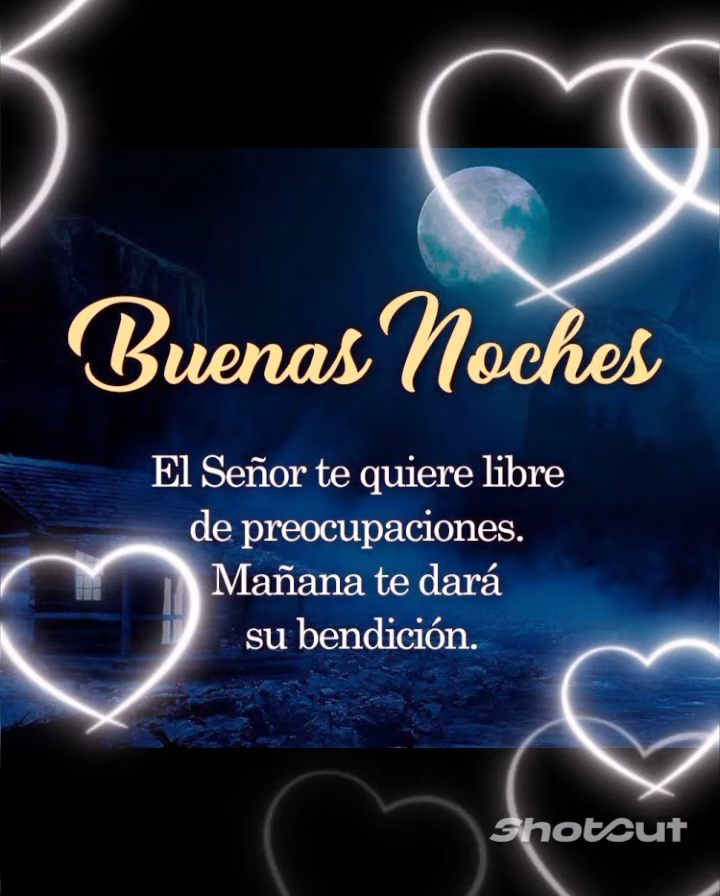 Buenas Noches
El Señor te quiere libre
de preocupaciones.
Mañana te dará
su bendición.
ShotCut